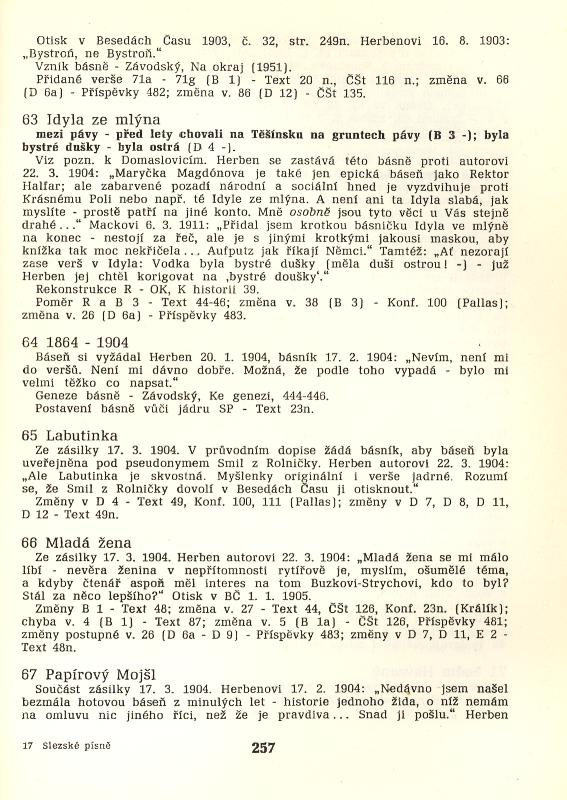 Otisk v Besedách Času 1903, č. 32, str. 249n. Herbenovi 16. 8. 1903:
„Bystroń, ne Bystroň.“
Vznik básně - Závodský, Na okraj (1951).
Přidané verše 71a - 71g (B 1) - Text 20 n., ČŠt 116 n.; změna v. 66
(D 6a) - Příspěvky 482; změna v. 86 (D 12) - ČŠt 135.
63 Idyla ze mlýna
mezi pávy - před lety chovali na Těšínsku na gruntech pávy (B 3 -); byla
bystré dušky - byla ostrá (D 4 -).
Viz pozn. k Domaslovicím. Herben se zastává této básně proti autorovi
22. 3. 1904: „Maryčka Magdónova je také jen epická báseň jako Rektor
Halfar; ale zabarvené pozadí národní a sociální hned je vyzdvihuje proti
Krásnému Poli nebo např. té Idyle ze mlýna. A není ani ta Idyla slabá, jak
myslíte - prostě patří na jiné konto. Mně osobně jsou tyto věci u Vás stejně
drahé...“ Mackovi 6. 3. 1911: „Přidal jsem krotkou básničku Idyla ve mlýně
na konec - nestojí za řeč, ale je s jinými krotkými jakousi maskou, aby
knížka tak moc nekřičela... Aufputz jak říkají Němci.“ Tamtéž: „Ať nezorají
zase verš v Idyla: Vodka byla bystré dušky (měla duši ostrou! -) - již
Herben jej chtěl korigovat na ‚bystré doušky‘.“
Rekonstrukce R - OK, K historii 39.
Poměr R a B 3 - Text 44-46; změna v. 38 (B 3) - Konf. 100 (Pallas);
změna v. 26 (D 6a) - Příspěvky 483.
64 1864 - 1904
Báseň si vyžádal Herben 20. 1. 1904, básník 17. 2. 1904: „Nevím, není mi
do veršů. Není mi dávno dobře. Možná, že podle toho vypadá - bylo mi
velmi těžko co napsat.“
Geneze básně - Závodský, Ke genezi, 444-446.
Postavení básně vůči jádru SP - Text 23n.
65 Labutinka
Ze zásilky 17. 3. 1904. V průvodním dopise žádá básník, aby báseň byla
uveřejněna pod pseudonymem Smil z Rolničky. Herben autorovi 22. 3. 1904:
„Ale Labutinka je skvostná. Myšlenky originální i verše jadrné. Rozumí
se, že Smil z Rolničky dovolí v Besedách Času ji otisknout.“
Změny v D 4 - Text 49, Konf. 100, 111 (Pallas); změny v D 7, D 8, D 11,
D 12 - Text 49n.
66 Mladá žena
Ze zásilky 17. 3. 1904. Herben autorovi 22. 3. 1904: „Mladá žena se mi málo
líbí - nevěra ženina v nepřítomnosti rytířově je, myslím, ošumělé téma,
a kdyby čtenář aspoň měl interes na tom Buzkovi-Strychovi, kdo to byl?
Stál za něco lepšího?“ Otisk v BČ 1. 1. 1905.
Změny B 1 - Text 48; změna v. 27 - Text 44, ČŠt 126, Konf. 23n. (Králík);
chyba v. 4 (B 1) - Text 87; změna v. 5 (B 1a) - ČŠt 126, Příspěvky 481;
změny postupné v. 26 (D 6a - D 9) - Příspěvky 483; změny v D 7, D 11, E 2 -
Text 48n.
67 Papírový Mojšl
Součást zásilky 17. 3. 1904. Herbenovi 17. 2. 1904: „Nedávno jsem našel
bezmála hotovou báseň z minulých let - historie jednoho žida, o níž nemám
na omluvu nic jiného říci, než že je pravdiva... Snad ji pošlu.“ Herben
17 Slezské písně
257